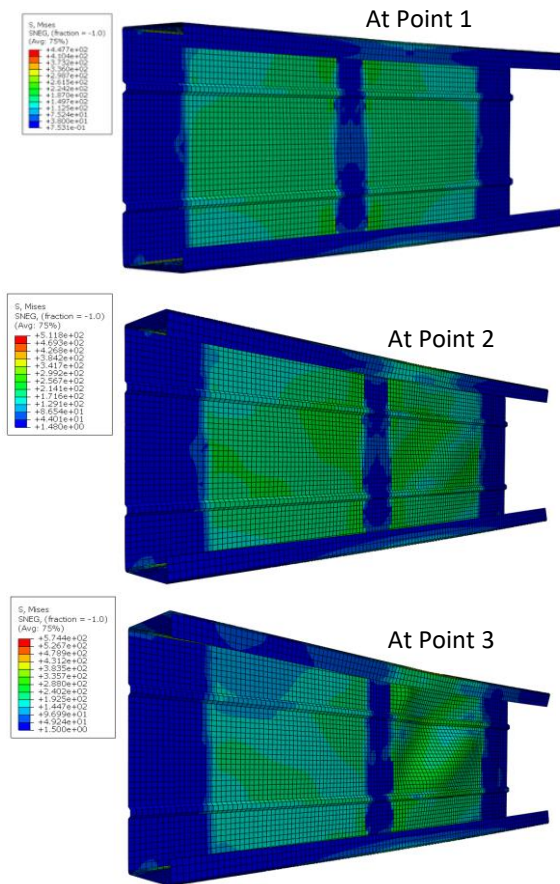 At Point 1
S, Mises
SNEG, (fraction = -1.0)
(Avg: 75%)
+4.477e+02
+4.104e+02
+3.732e+02
+3.360e+02
+2.987e+02
+2.615e+02
+2.242e+02
+1.870e+02
+1.497e+02
+1.125e+02
+7.524e+01
+3.800e+01
+7.531e-01
At Point 2
S, Mises
SNEG, (fraction = -1.0)
(Avg: 75%)
+5.118e+02
+4.693e+02
+4.268e+02
+3.842e+02
+3.417e+02
+2.992e+02
+2.567e+02
+2.141e+02
+1.716e+02
+1.291e+02
+8.654e+01
+4.401e+01
+1.480e+00
At Point 3
S, Mises
SNEG, (fraction = -1.0)
(Avg: 75%)
+5.744e+02
+5.267e+02
+4.789e+02
+4.312e+02
+3.835e+02
+3.357e+02
+2.880e+02
+2.402e+02
+1.925e+02
+1.447e+02
+9.699e+01
+4.924e+01
+1.500e+00